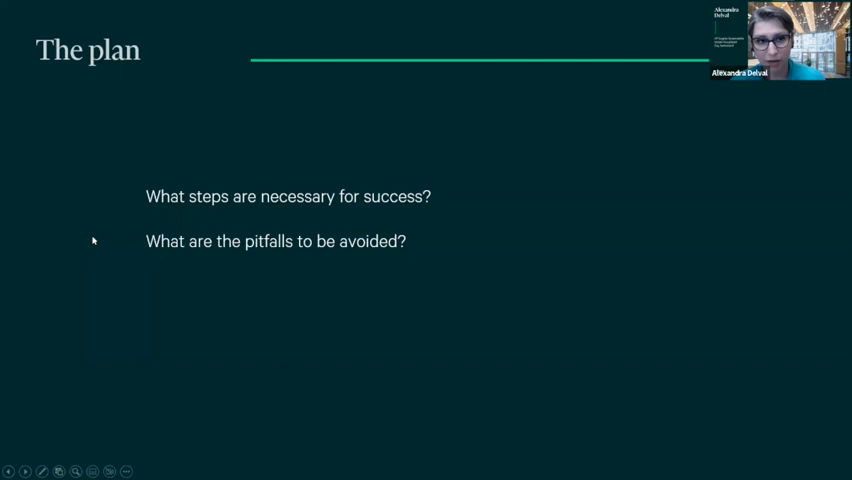 The plan
Alexandra
Delval
Alexandra Delval
What steps are necessary for success?
What are the pitfalls to be avoided?